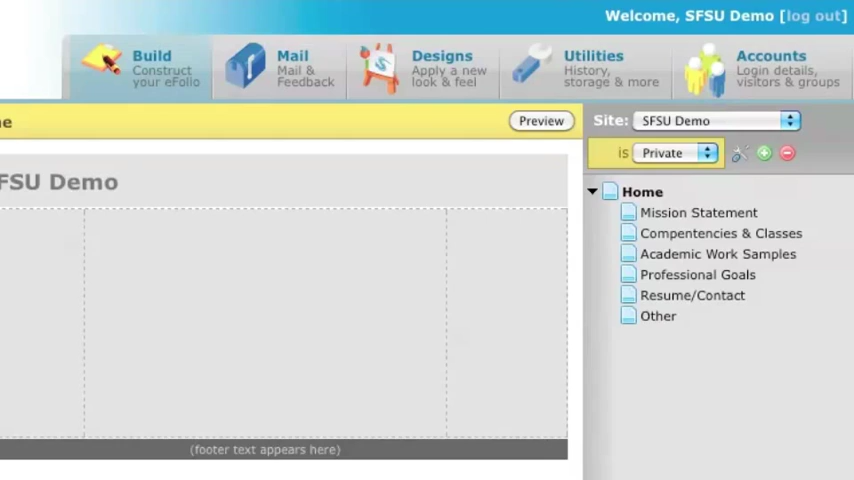 Welcome, SFSU Demo [log out]
Build
Construct
your eFolio
Mail
Mail &
Feedback
Designs
Apply a new
look & feel
Utilities
History,
storage & more
Accounts
Login details,
visitors & groups
Preview
Site: SFSU Demo
is Private
FSU Demo
Home
Mission Statement
Compentencies & Classes
Academic Work Samples
Professional Goals
Resume/Contact
Other
(footer text appears here)